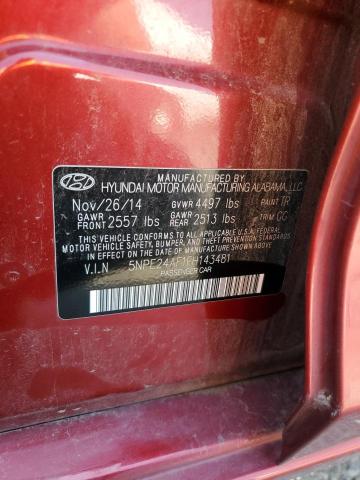 MANUFACTURED BY
HYUNDAI MOTOR MANUFACTURING ALABAMA, LLC
Nov/26/14 GVWR 4497 lbs PAINT TR
GAWR FRONT 2557 lbs GAWR REAR 2513 lbs TRIM GG
THIS VEHICLE CONFORMS TO ALL APPLICABLE U.S. FEDERAL
MOTOR VEHICLE SAFETY, BUMPER, AND THEFT PREVENTION STANDARDS
IN EFFECT ON THE DATE OF MANUFACTURE SHOWN ABOVE.
V.I.N 5NPE24AF1FH143481
PASSENGER CAR